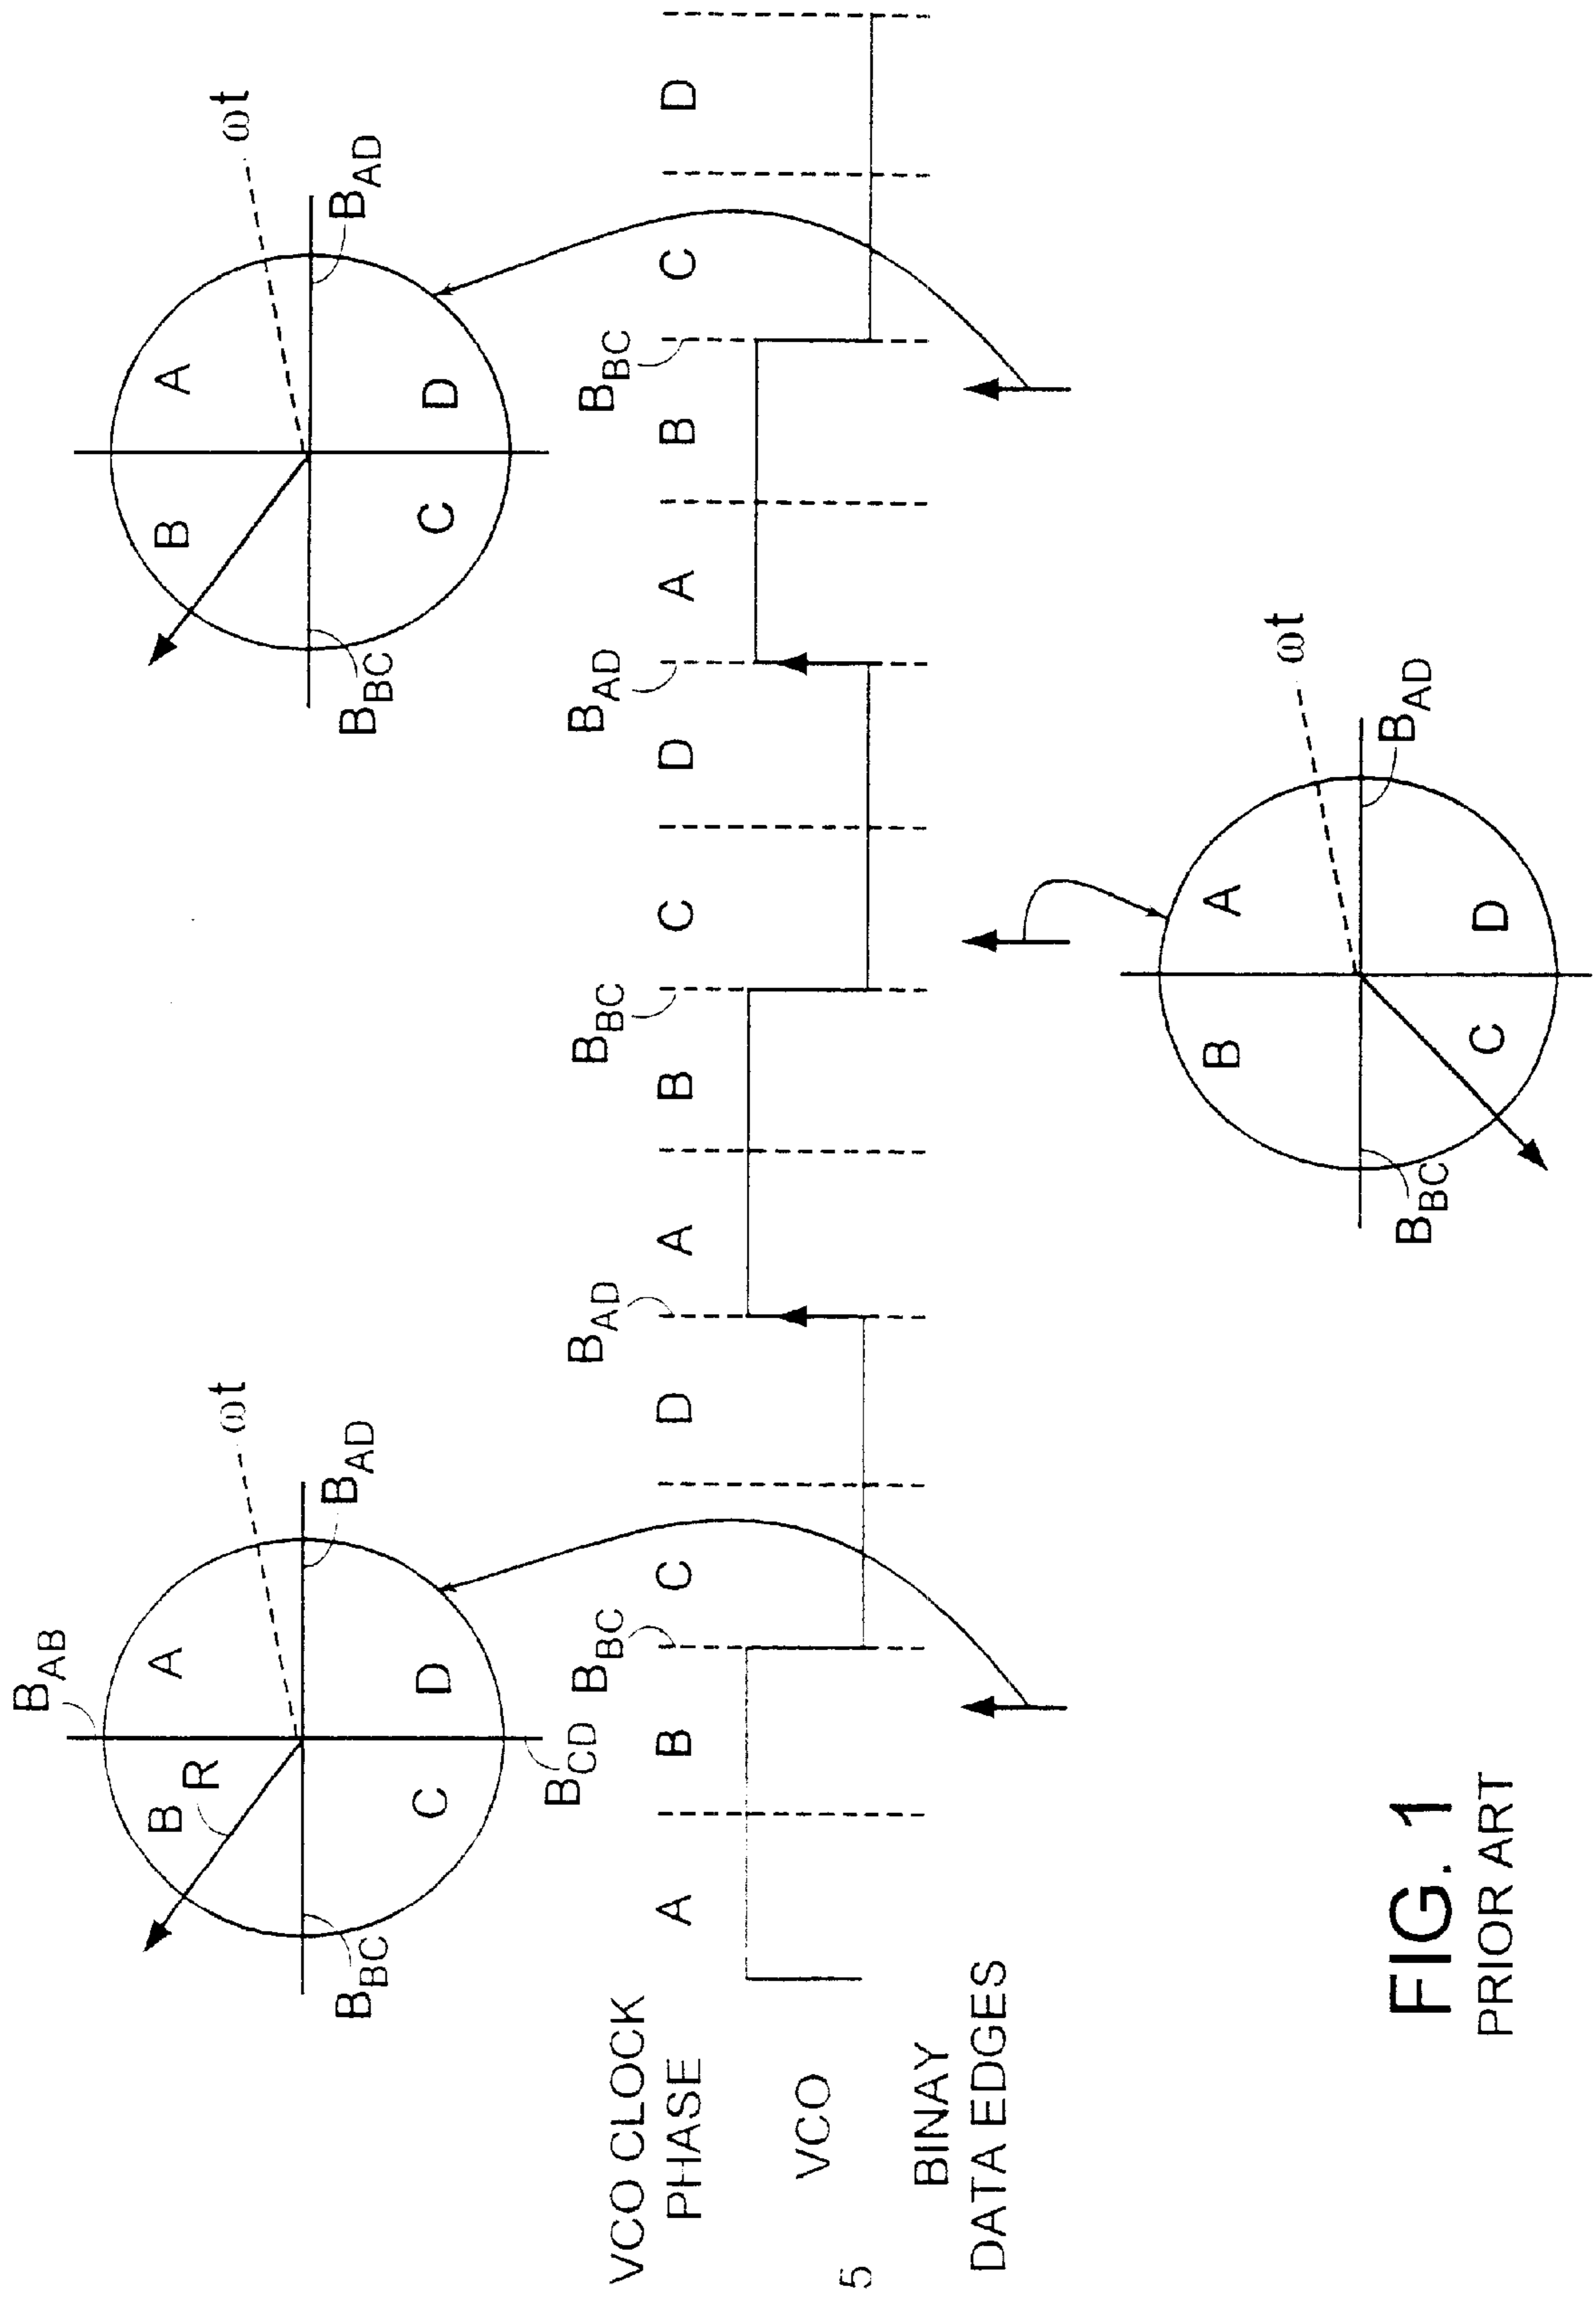 B_AB
A
ωt
B R
B_BC
B_AD
C
D
B_CD
B
A
ωt
B_BC
B_AD
C
D
VCO CLOCK
PHASE
A B C D A B C D A B C D
B_BC B_AD B_BC B_AD B_BC
VCO
5
BINAY
DATA EDGES
B
A
ωt
B_BC
B_AD
C
D
FIG. 1
PRIOR ART